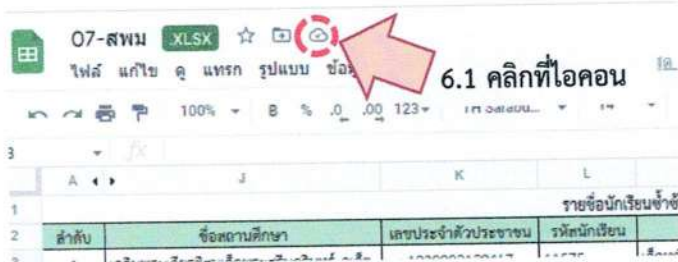 07-สพม .XLSX
ไฟล์ แก้ไข ดู แทรก รูปแบบ
6.1 คลิกที่ไอคอน
100% B % .0 .00 123
A J K L
1 รายชื่อนักเรียนซ้ำซ้
2 ลำดับ ชื่อสถานศึกษา เลขประจำตัวประชาชน รหัสนักเรียน